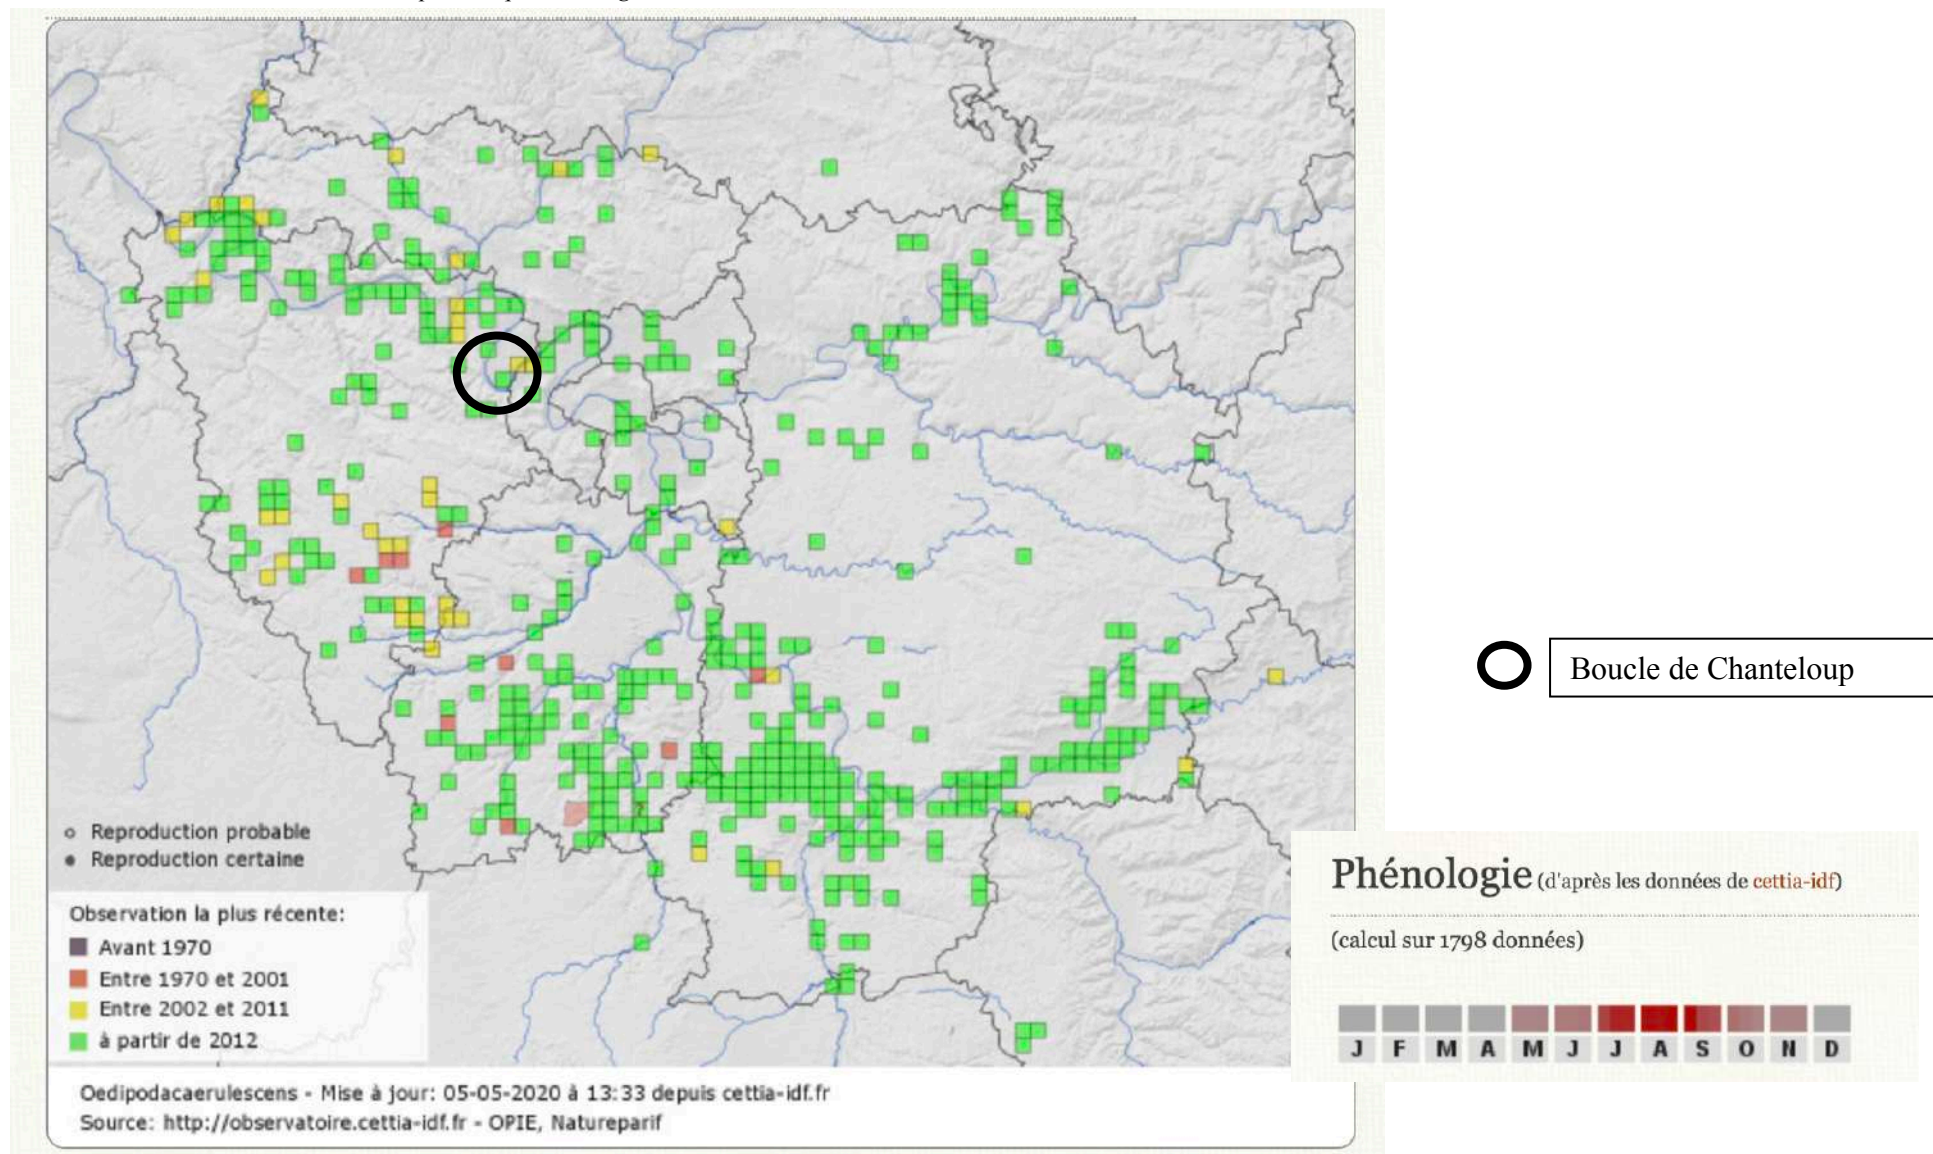 Reproduction probable
Reproduction certaine
Observation la plus récente:
Avant 1970
Entre 1970 et 2001
Entre 2002 et 2011
à partir de 2012
Oedipodacaerulescens - Mise à jour: 05-05-2020 à 13:33 depuis cettia-idf.fr
Source: http://observatoire.cettia-idf.fr - OPIE, Natureparif
Boucle de Chanteloup
Phénologie (d'après les données de cettia-idf)
(calcul sur 1798 données)
J F M A M J J A S O N D